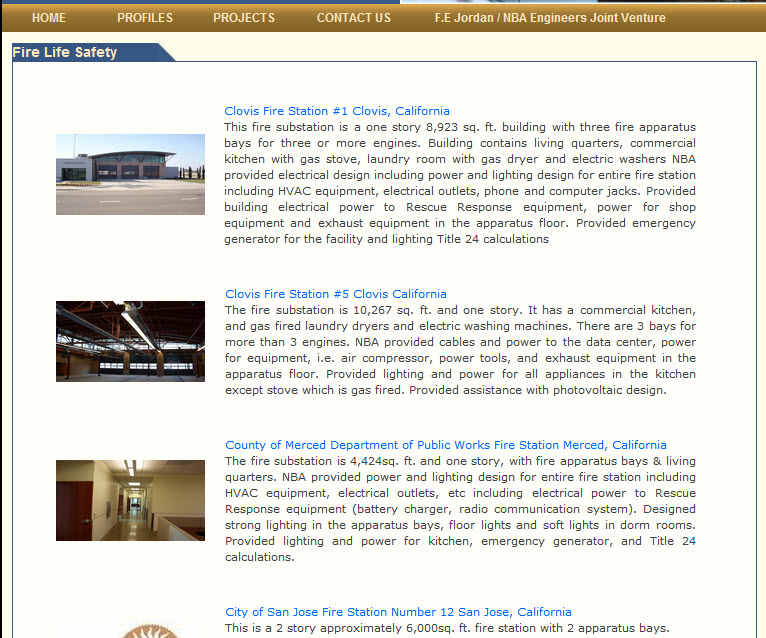 HOME PROFILES PROJECTS CONTACT US F.E Jordan / NBA Engineers Joint Venture
Fire Life Safety
Clovis Fire Station #1 Clovis, California
This fire substation is a one story 8,923 sq. ft. building with three fire apparatus
bays for three or more engines. Building contains living quarters, commercial
kitchen with gas stove, laundry room with gas dryer and electric washers NBA
provided electrical design including power and lighting design for entire fire station
including HVAC equipment, electrical outlets, phone and computer jacks. Provided
building electrical power to Rescue Response equipment, power for shop
equipment and exhaust equipment in the apparatus floor. Provided emergency
generator for the facility and lighting Title 24 calculations
Clovis Fire Station #5 Clovis California
The fire substation is 10,267 sq. ft. and one story. It has a commercial kitchen,
and gas fired laundry dryers and electric washing machines. There are 3 bays for
more than 3 engines. NBA provided cables and power to the data center, power
for equipment, i.e. air compressor, power tools, and exhaust equipment in the
apparatus floor. Provided lighting and power for all appliances in the kitchen
except stove which is gas fired. Provided assistance with photovoltaic design.
County of Merced Department of Public Works Fire Station Merced, California
The fire substation is 4,424sq. ft. and one story, with fire apparatus bays & living
quarters. NBA provided power and lighting design for entire fire station including
HVAC equipment, electrical outlets, etc including electrical power to Rescue
Response equipment (battery charger, radio communication system). Designed
strong lighting in the apparatus bays, floor lights and soft lights in dorm rooms.
Provided lighting and power for kitchen, emergency generator, and Title 24
calculations.
City of San Jose Fire Station Number 12 San Jose, California
This is a 2 story approximately 6,000sq. ft. fire station with 2 apparatus bays.